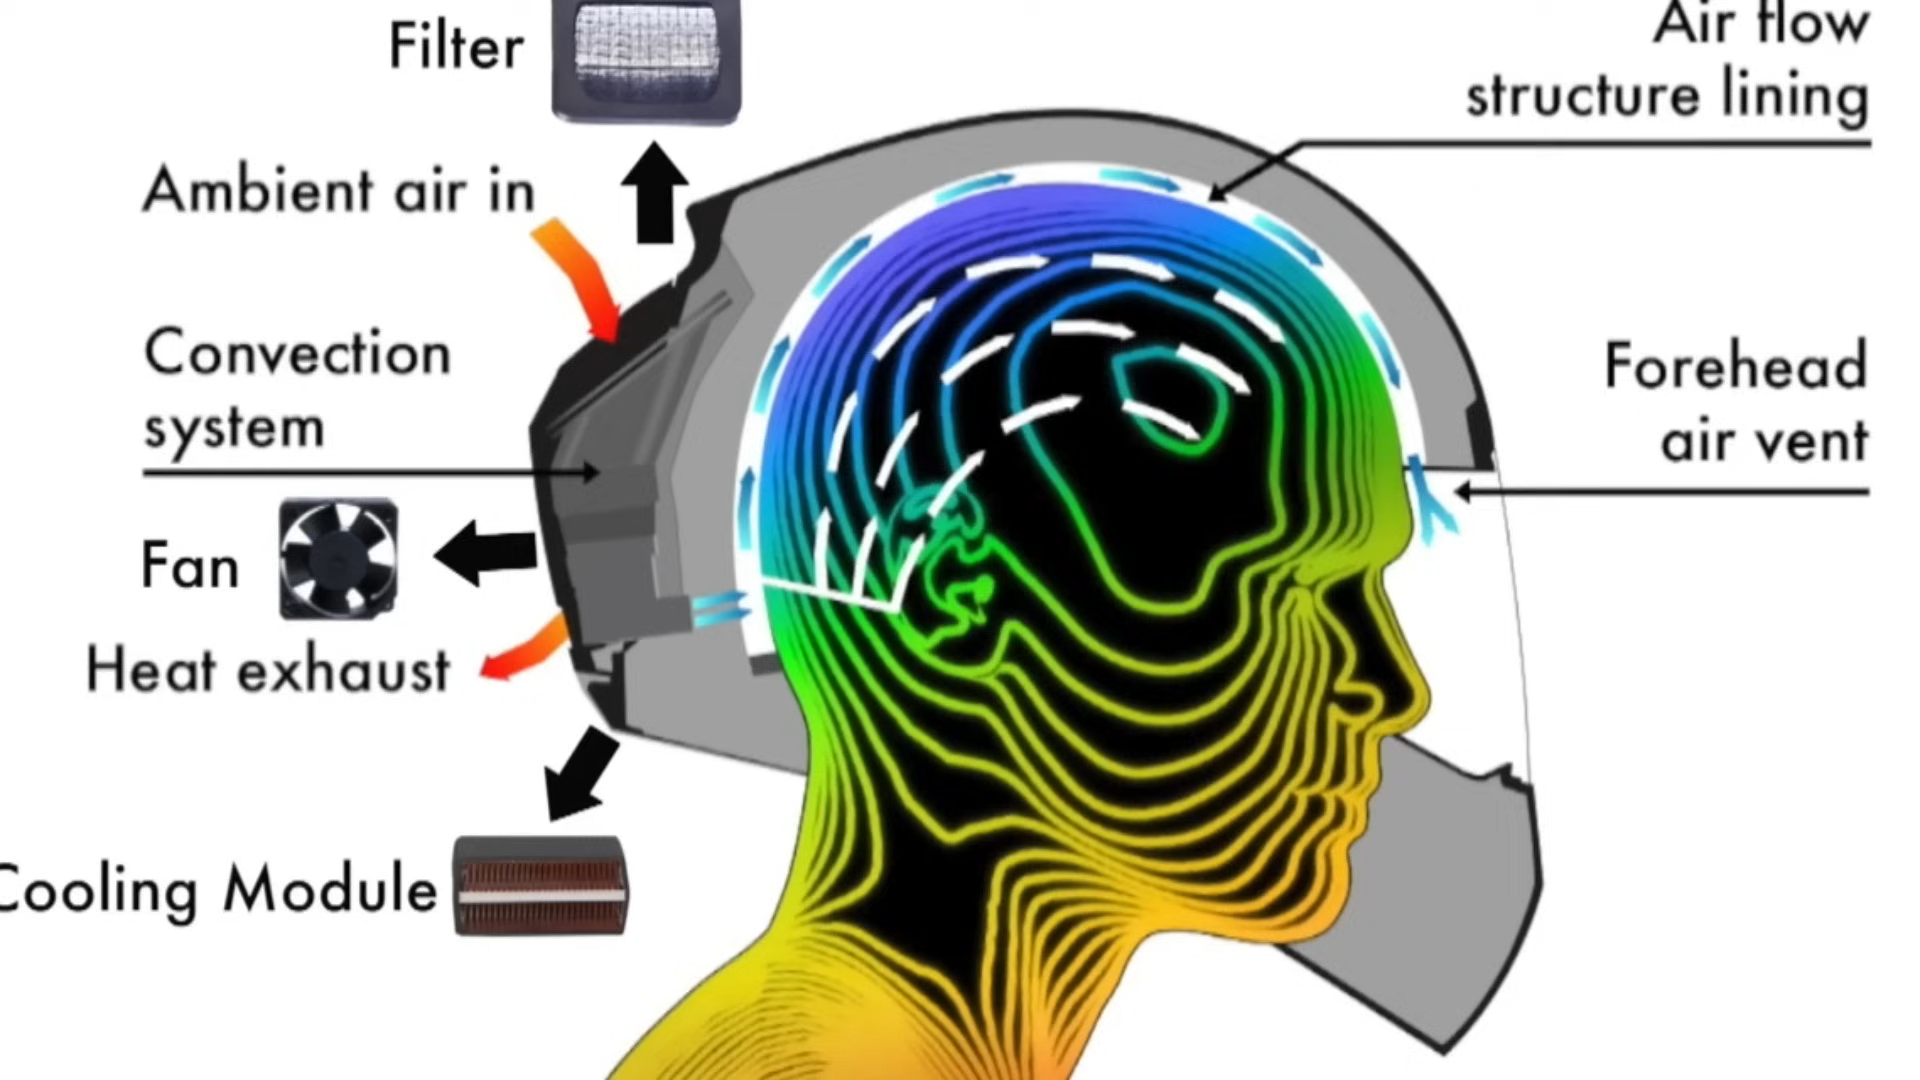 Filter
Air flow
structure lining
Ambient air in
Convection
system
Forehead
air vent
Fan
Heat exhaust
Cooling Module